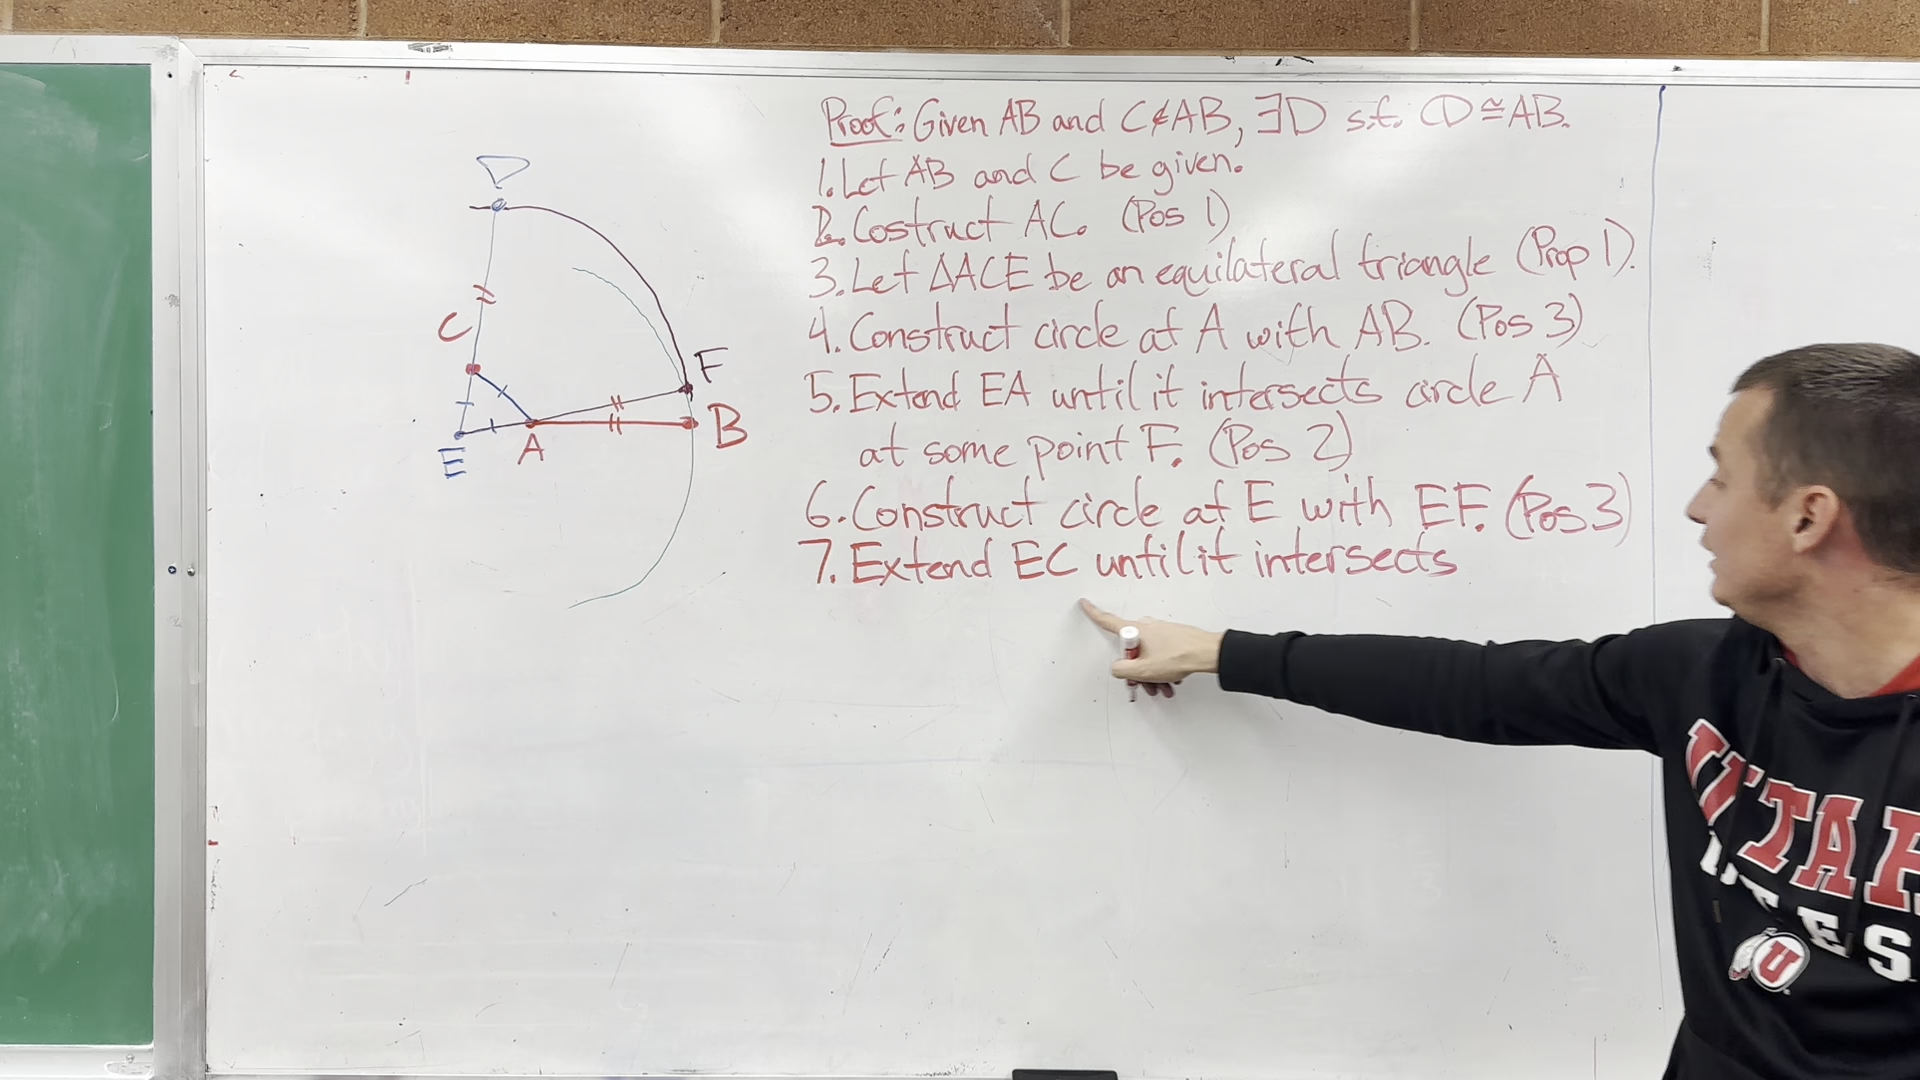 Proof: Given AB and C∉AB, ∃D s.t. CD≅AB.
1. Let AB and C be given.
2. Costruct AC. (Pos 1)
3. Let ΔACE be an equilateral triangle (Prop 1).
4. Construct circle at A with AB. (Pos 3)
5. Extend EA until it intersects circle A
at some point F. (Pos 2)
6. Construct circle at E with EF. (Pos 3)
7. Extend EC until it intersects
D
C
F
B
A
E
UTAH
U